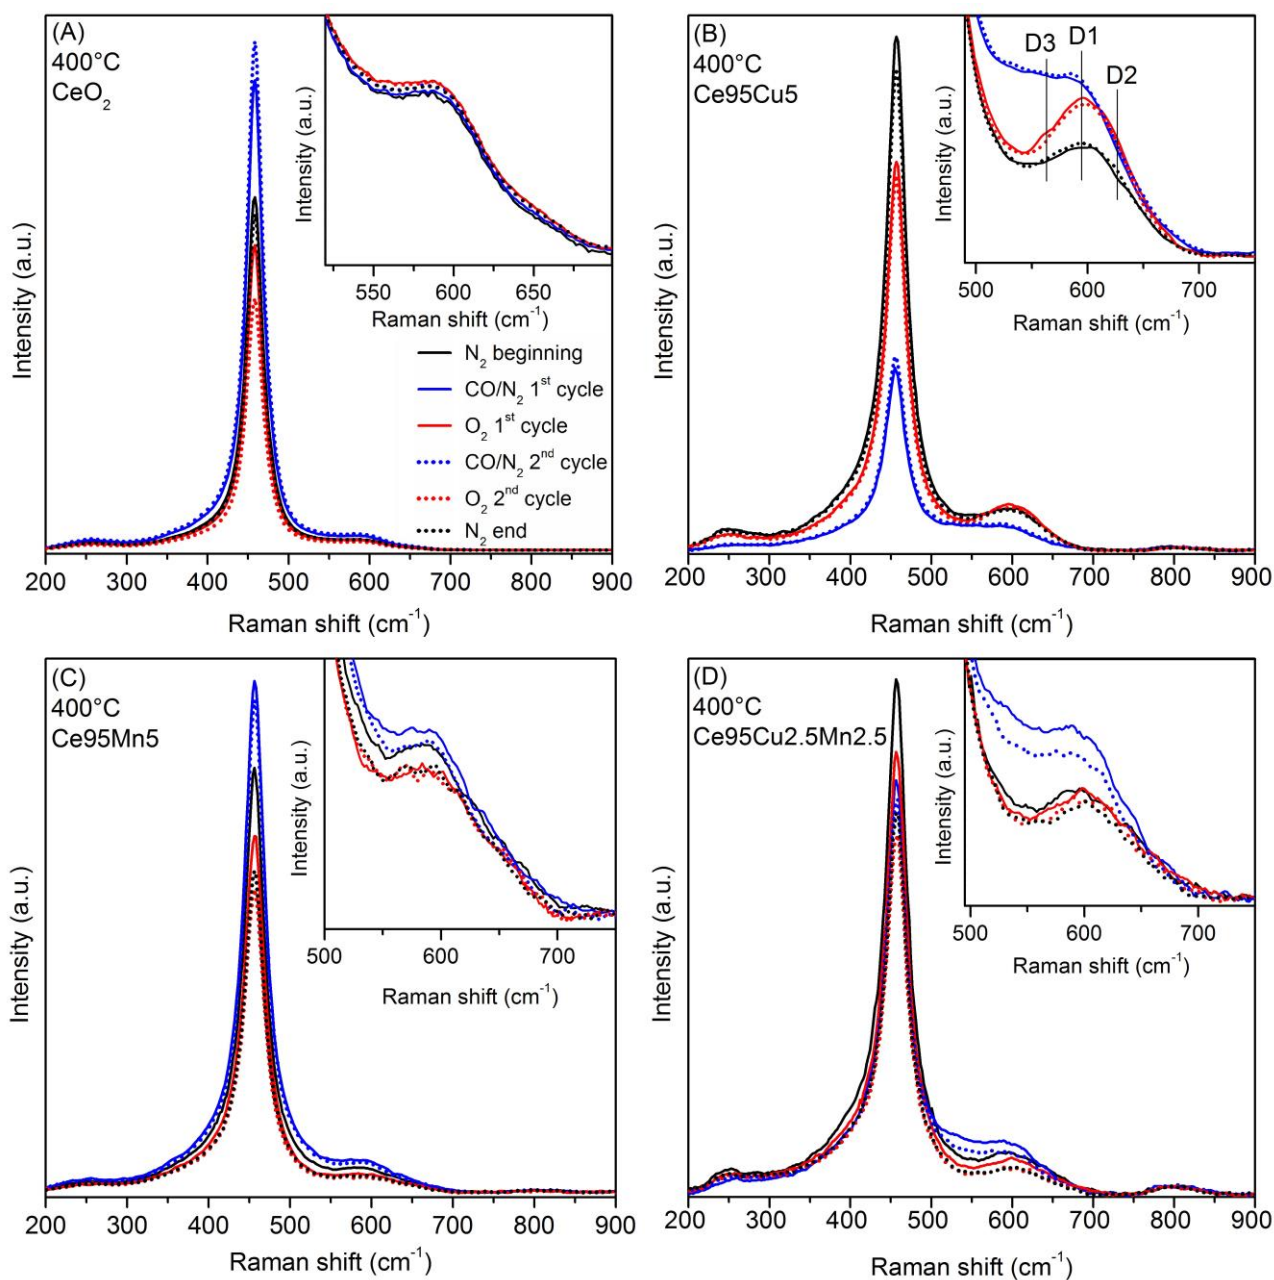 (A)
400°C
CeO₂
Intensity (a.u.)
Intensity (a.u.)
550 600 650
Raman shift (cm⁻¹)
N₂ beginning
CO/N₂ 1ˢᵗ cycle
O₂ 1ˢᵗ cycle
CO/N₂ 2ⁿᵈ cycle
O₂ 2ⁿᵈ cycle
N₂ end
200 300 400 500 600 700 800 900
Raman shift (cm⁻¹)
(B)
400°C
Ce95Cu5
Intensity (a.u.)
Intensity (a.u.)
D3 D1 D2
500 600 700
Raman shift (cm⁻¹)
200 300 400 500 600 700 800 900
Raman shift (cm⁻¹)
(C)
400°C
Ce95Mn5
Intensity (a.u.)
Intensity (a.u.)
500 600 700
Raman shift (cm⁻¹)
200 300 400 500 600 700 800 900
Raman shift (cm⁻¹)
(D)
400°C
Ce95Cu2.5Mn2.5
Intensity (a.u.)
Intensity (a.u.)
500 600 700
Raman shift (cm⁻¹)
200 300 400 500 600 700 800 900
Raman shift (cm⁻¹)